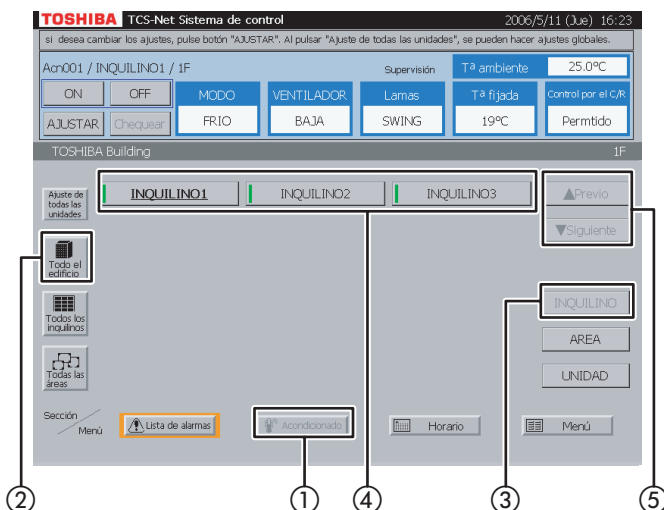 TOSHIBA TCS-Net Sistema de control 2006/5/11 (Jue) 16:23
si desea cambiar los ajustes, pulse botón "AJUSTAR". Al pulsar "Ajuste de todas las unidades", se pueden hacer ajustes globales.
Acn001 / INQUILINO1 / 1F Supervisión Tª ambiente 25.0ºC
ON OFF MODO VENTILADOR Lamas Tª fijada Control por el C/R
AJUSTAR Chequear FRIO BAJA SWING 19ºC Permtido
TOSHIBA Building 1F
Ajuste de todas las unidades
INQUILINO1 INQUILINO2 INQUILINO3
▲Previo
▼Siguiente
Todo el edificio
Todos los inquilinos
Todas las áreas
INQUILINO
AREA
UNIDAD
Sección / Menú Lista de alarmas Acondicionado Horario Menú
② ① ④ ③ ⑤